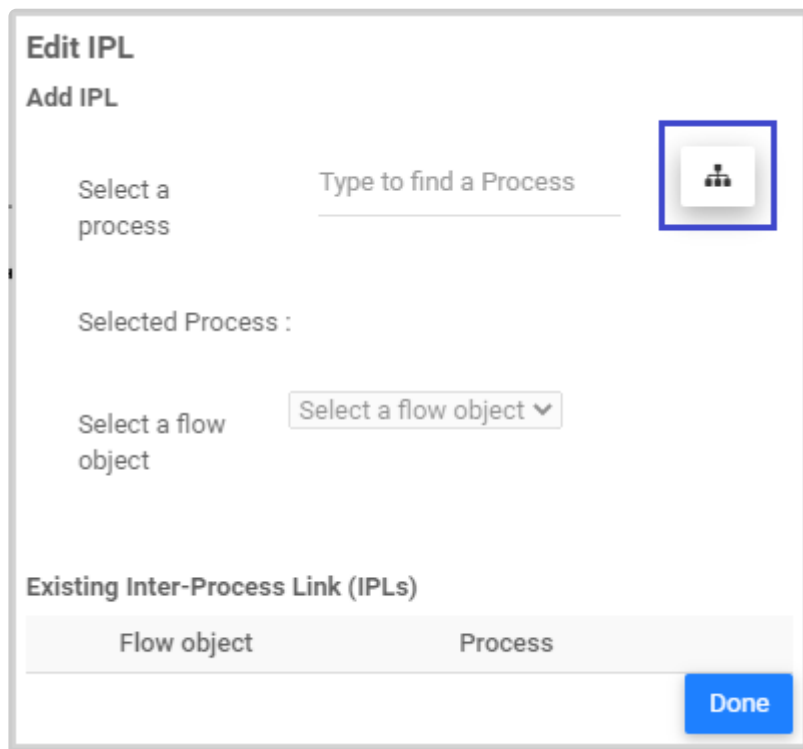 Edit IPL
Add IPL
Select a
process
Type to find a Process
Selected Process :
Select a flow
object
Select a flow object
Existing Inter-Process Link (IPLs)
Flow object Process
Done